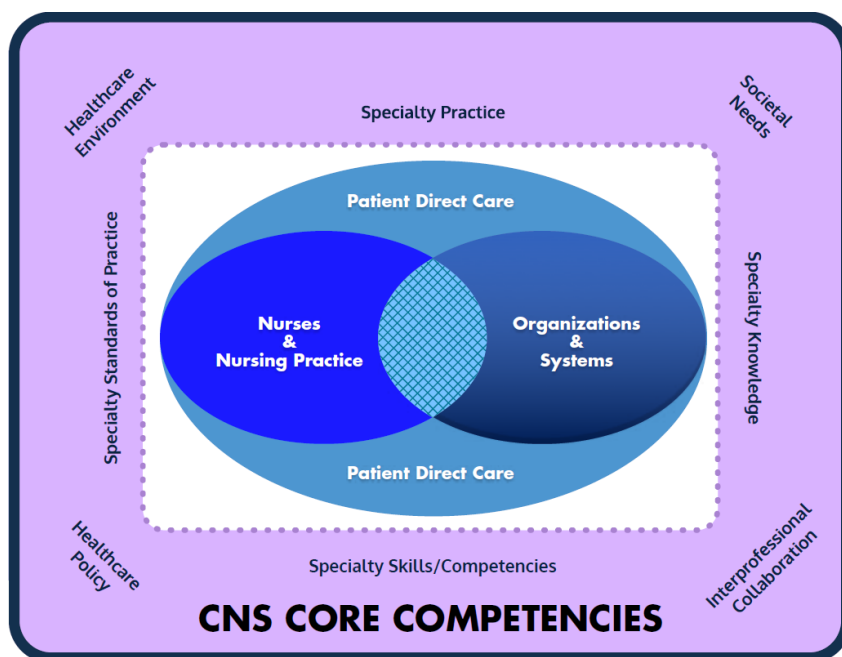 Healthcare
Environment
Specialty Practice
Societal
Needs
Patient Direct Care
Specialty Standards of Practice
Nurses
&
Nursing Practice
Organizations
&
Systems
Specialty Knowledge
Patient Direct Care
Healthcare
Policy
Specialty Skills/Competencies
Interprofessional
Collaboration
CNS CORE COMPETENCIES